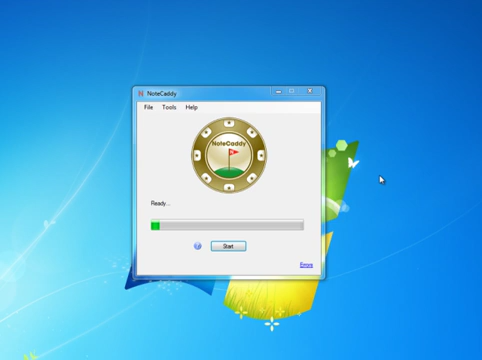 NoteCaddy
File Tools Help
NoteCaddy
Ready...
Start
Errors